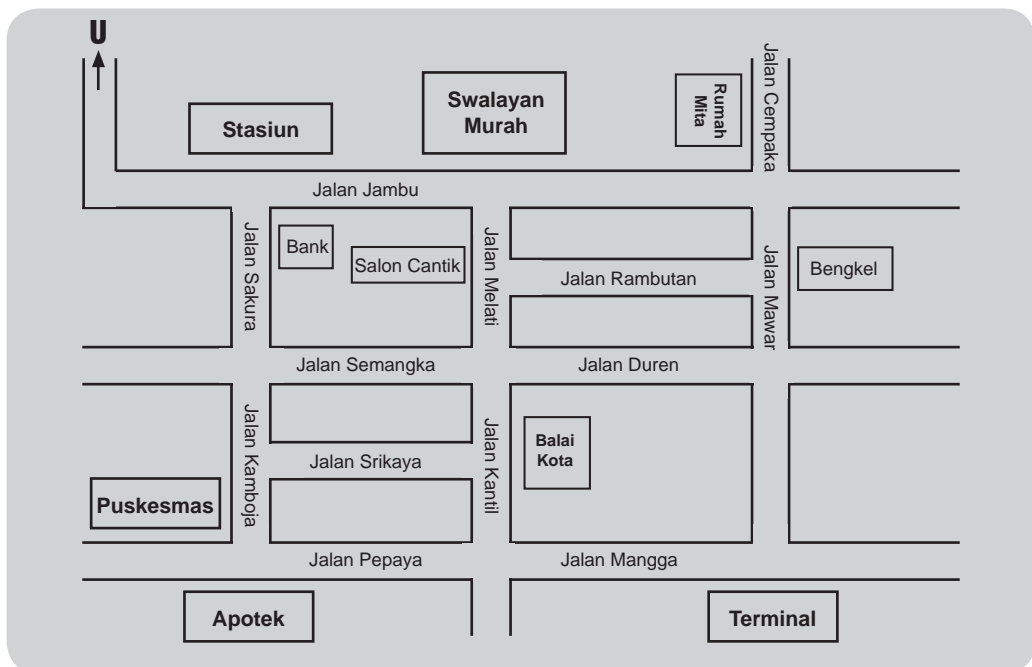 U
Stasiun
Swalayan
Murah
Rumah
Mita
Jalan Cempaka
Jalan Jambu
Jalan Sakura
Bank
Salon Cantik
Jalan Melati
Jalan Rambutan
Jalan Mawar
Bengkel
Jalan Semangka
Jalan Duren
Jalan Kamboja
Jalan Srikaya
Jalan Kantil
Balai
Kota
Puskesmas
Jalan Pepaya
Jalan Mangga
Apotek
Terminal